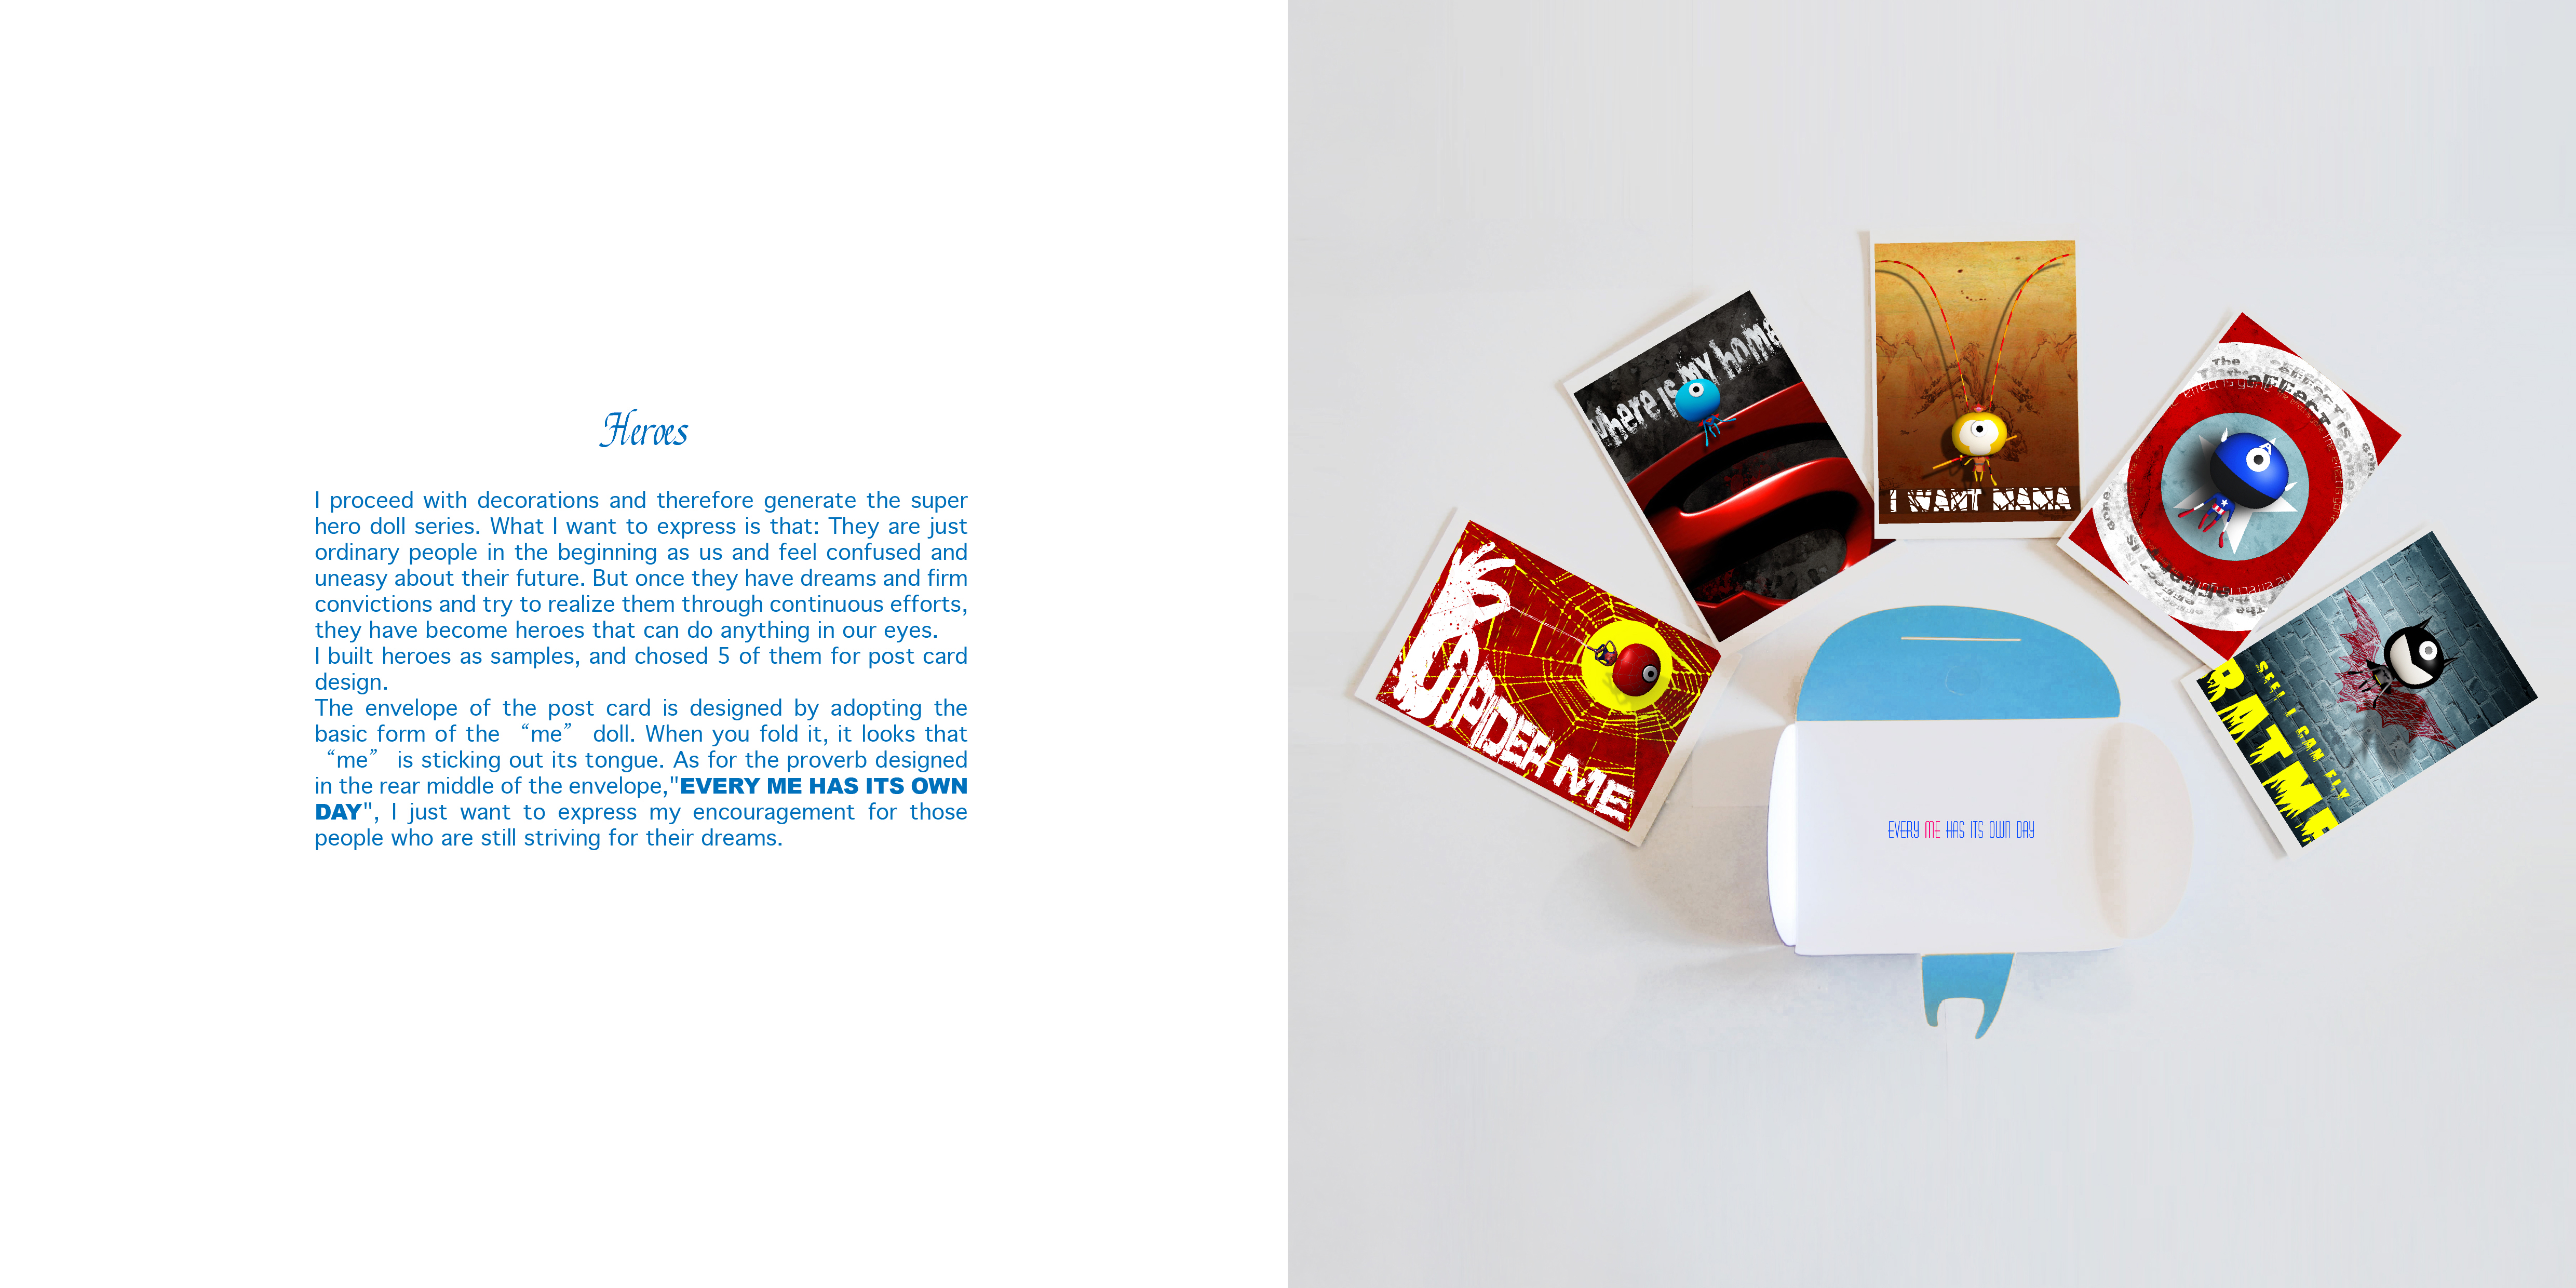 Heroes
I proceed with decorations and therefore generate the super
hero doll series. What I want to express is that: They are just
ordinary people in the beginning as us and feel confused and
uneasy about their future. But once they have dreams and firm
convictions and try to realize them through continuous efforts,
they have become heroes that can do anything in our eyes.
I built heroes as samples, and chosed 5 of them for post card
design.
The envelope of the post card is designed by adopting the
basic form of the “me” doll. When you fold it, it looks that
“me” is sticking out its tongue. As for the proverb designed
in the rear middle of the envelope,"EVERY ME HAS ITS OWN
DAY", I just want to express my encouragement for those
people who are still striving for their dreams.
SPIDER ME
where is my home
I WANT NANA
The EFFECT IS gone
SEE! I CAN FLY
BATME
EVERY ME HAS ITS OWN DAY